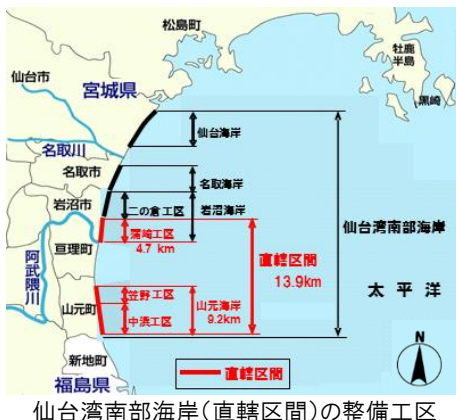 松島町
牡鹿
半島
仙台市
宮城県
黒崎
仙台海岸
名取川
名取市
名取海岸
岩沼市
二の倉工区
岩沼海岸
蒲崎工区
4.7 km
仙台湾南部海岸
亘理町
直轄区間
13.9km
阿武隈川
太平洋
笠野工区
山元海岸
9.2km
山元町
中浜工区
N
新地町
直轄区間
福島県
仙台湾南部海岸(直轄区間)の整備工区